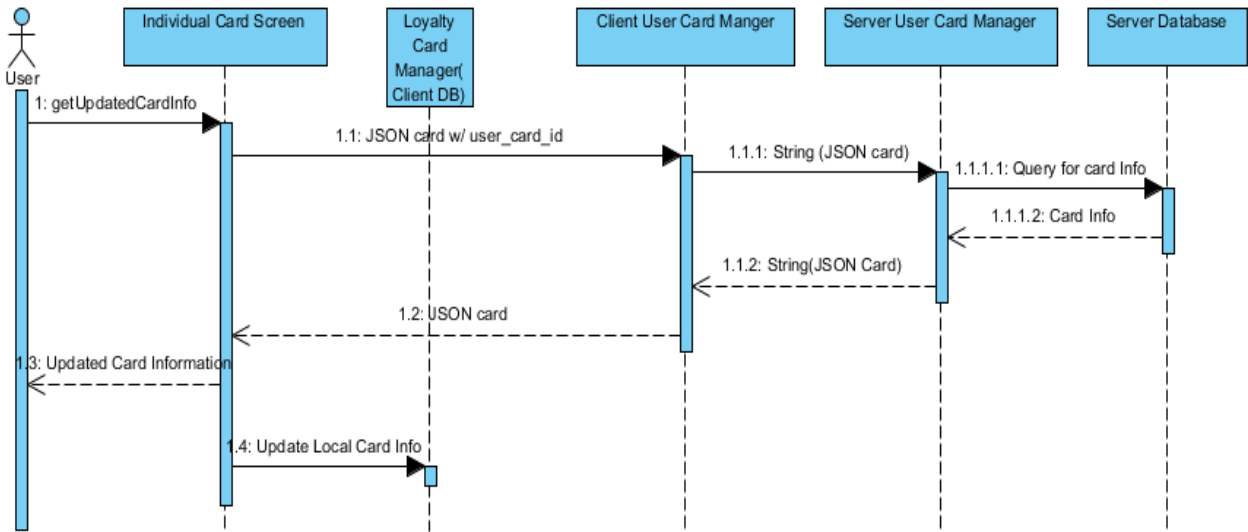 Individual Card Screen
Loyalty
Card
Manager(
Client DB)
Client User Card Manger
Server User Card Manager
Server Database
User
1: getUpdatedCardInfo
1.1: JSON card w/ user_card_id
1.1.1: String (JSON card)
1.1.1.1: Query for card Info
1.1.1.2: Card Info
1.1.2: String(JSON Card)
1.2: JSON card
1.3: Updated Card Information
1.4: Update Local Card Info